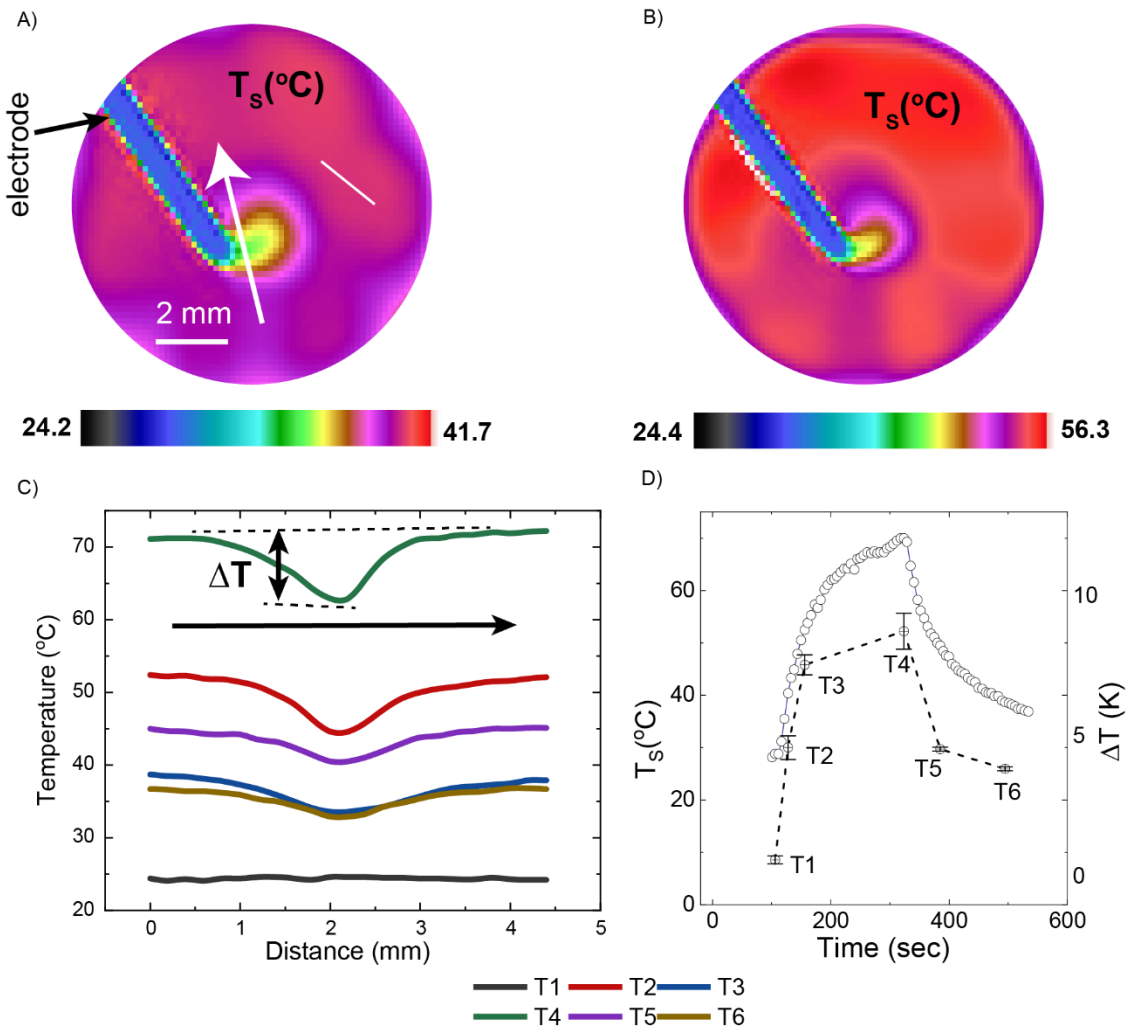 A)
B)
Ts(°C)
Ts(°C)
electrode
2 mm
24.2
41.7
24.4
56.3
C)
D)
70
60
50
40
30
20
Temperature (°C)
ΔT
0
1
2
3
4
5
Distance (mm)
60
40
20
0
Ts(°C)
10
5
0
ΔT (K)
T1
T2
T3
T4
T5
T6
0
200
400
600
Time (sec)
T1 T2 T3
T4 T5 T6